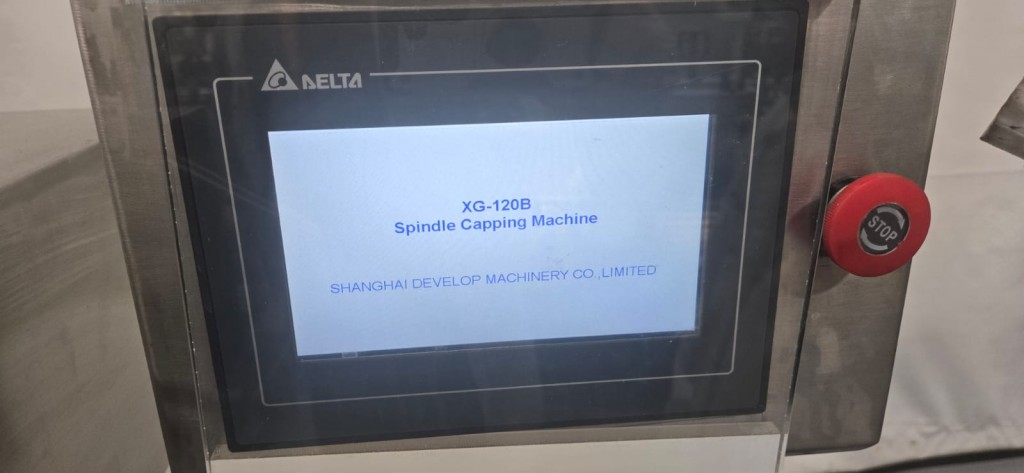 DELTA
XG-120B
Spindle Capping Machine
SHANGHAI DEVELOP MACHINERY CO.,LIMITED
STOP